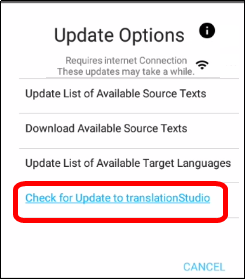 Update Options
Requires internet Connection
These updates may take a while.
Update List of Available Source Texts
Download Available Source Texts
Update List of Available Target Languages
Check for Update to translationStudio
CANCEL